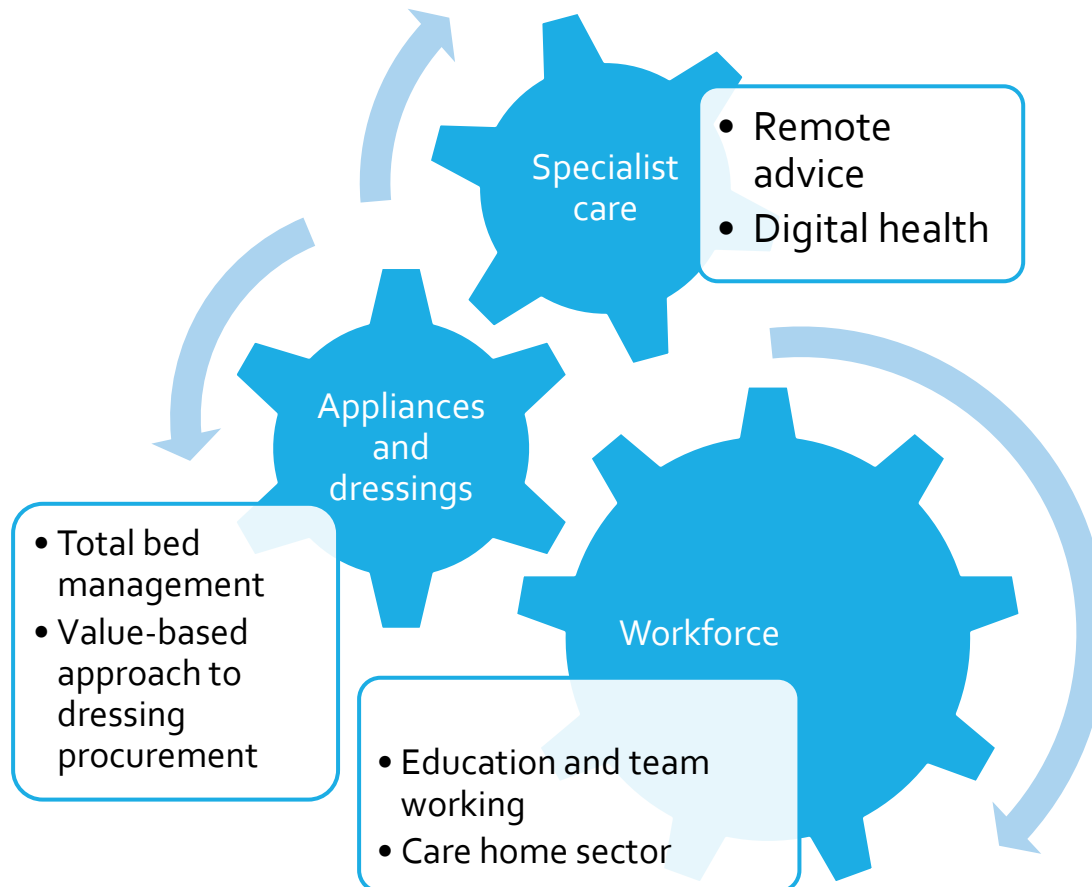 Specialist
care
• Remote
advice
• Digital health
Appliances
and
dressings
• Total bed
management
• Value-based
approach to
dressing
procurement
Workforce
• Education and team
working
• Care home sector